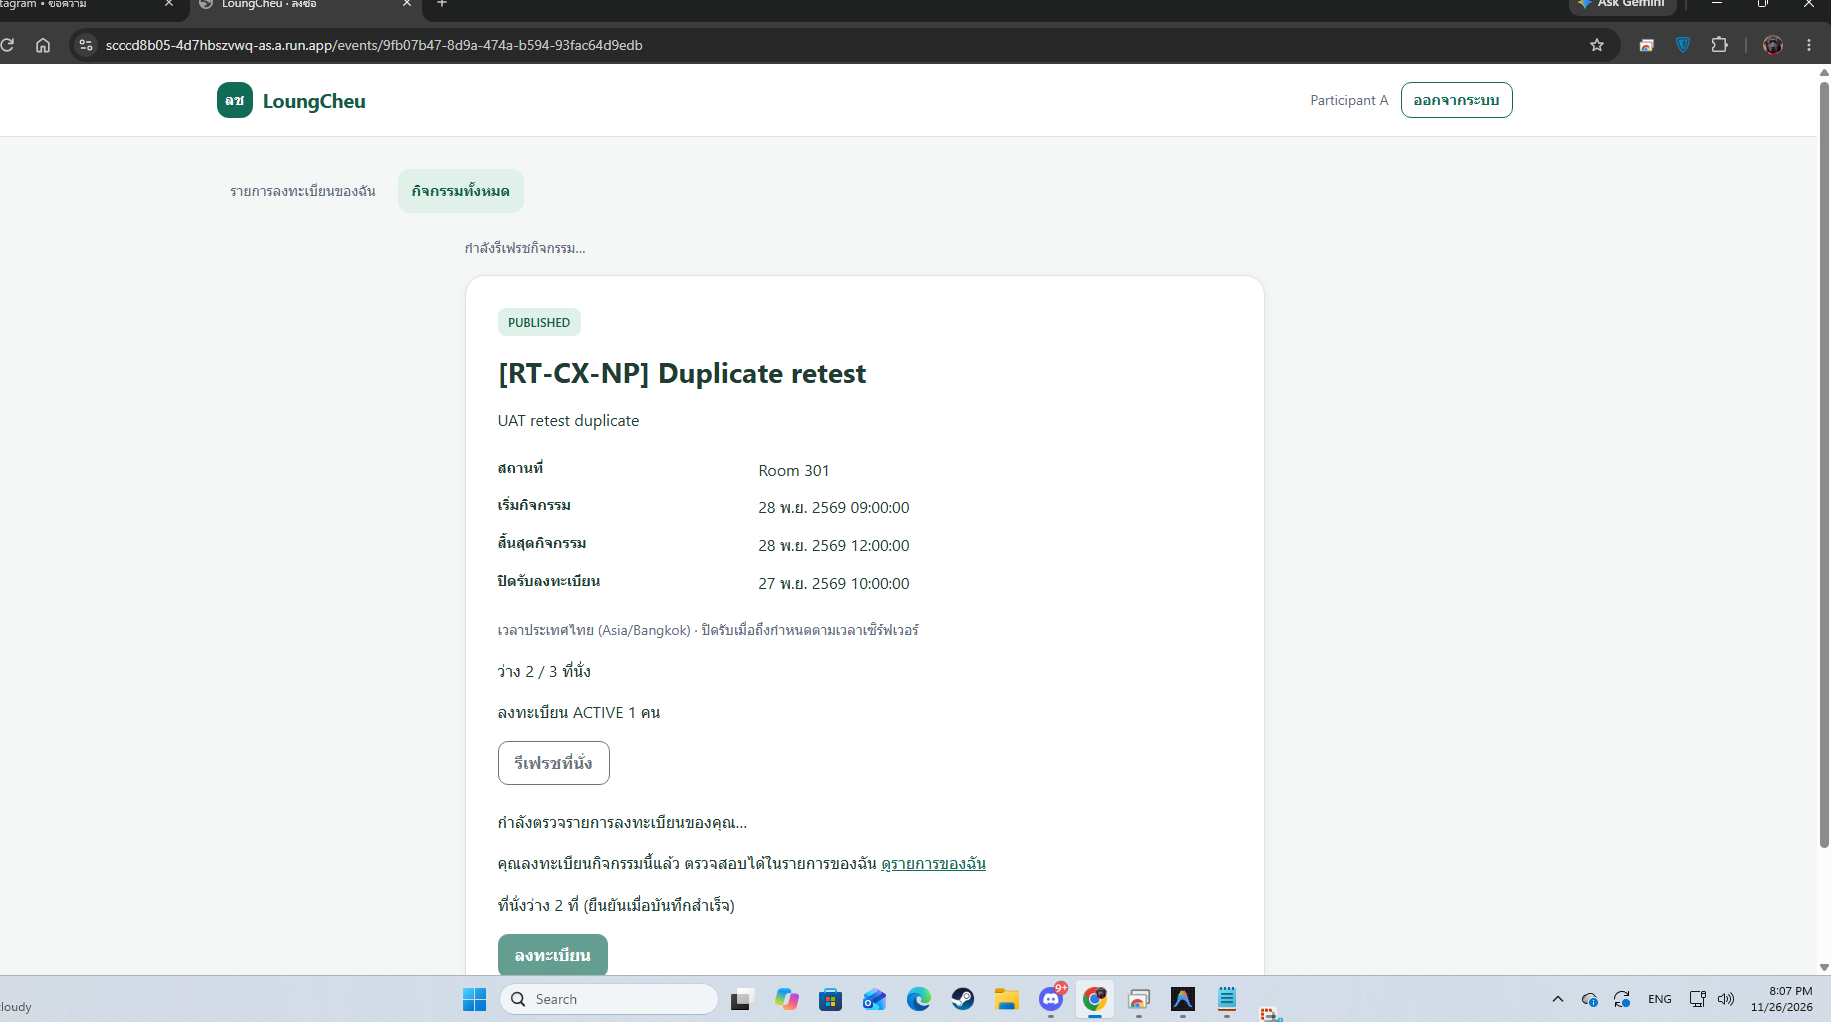 ขอความ
LoungCheu · ลงชื่อ
Ask Gemini
scccd8b05-4d7hbszvwq-as.a.run.app/events/9fb07b47-8d9a-474a-b594-93fac64d9edb
ลช LoungCheu
Participant A ออกจากระบบ
รายการลงทะเบียนของฉัน กิจกรรมทั้งหมด
กำลังรีเฟรชกิจกรรม...
PUBLISHED
[RT-CX-NP] Duplicate retest
UAT retest duplicate
สถานที่ Room 301
เริ่มกิจกรรม 28 พ.ย. 2569 09:00:00
สิ้นสุดกิจกรรม 28 พ.ย. 2569 12:00:00
ปิดรับลงทะเบียน 27 พ.ย. 2569 10:00:00
เวลาประเทศไทย (Asia/Bangkok) · ปิดรับเมื่อถึงกำหนดตามเวลาเซิร์ฟเวอร์
ว่าง 2 / 3 ที่นั่ง
ลงทะเบียน ACTIVE 1 คน
รีเฟรชที่นั่ง
กำลังตรวจรายการลงทะเบียนของคุณ...
คุณลงทะเบียนกิจกรรมนี้แล้ว ตรวจสอบได้ในรายการของฉัน ดูรายการของฉัน
ที่นั่งว่าง 2 ที่ (ยืนยันเมื่อบันทึกสำเร็จ)
ลงทะเบียน
Search
9+
ENG
8:07 PM
11/26/2026